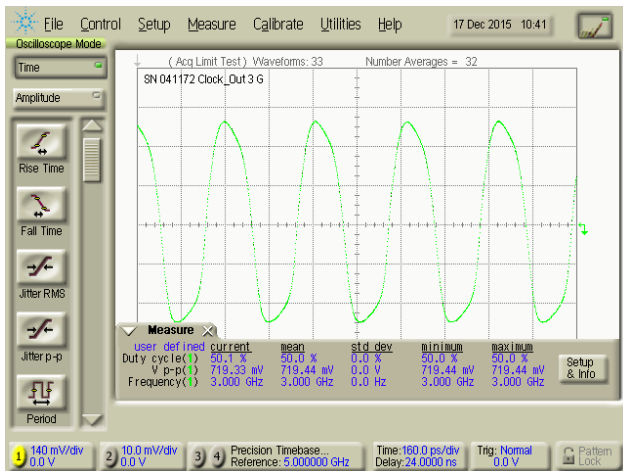 File Control Setup Measure Calibrate Utilities Help 17 Dec 2015 10:41
Oscilloscope Mode
Time
Amplitude
Rise Time
Fall Time
Jitter RMS
Jitter p-p
Period
( Acq Limit Test ) Waveforms: 33 Number Averages = 32
SN 041172 Clock_Out 3 G
Measure
user defined current mean std dev minimum maximum
Duty cycle(1) 50.1 % 50.0 % 0.0 % 50.0 % 50.0 %
V p-p(1) 719.33 mV 719.44 mV 0.0 V 719.44 mV 719.44 mV
Frequency(1) 3.000 GHz 3.000 GHz 0.0 Hz 3.000 GHz 3.000 GHz
Setup
& Info
1 140 mV/div
0.0 V
2 10.0 mV/div
0.0 V
3 4 Precision Timebase...
Reference: 5.000000 GHz
Time:160.0 ps/div
Delay:24.0000 ns
Trig: Normal
0.0 V
Pattern
Lock